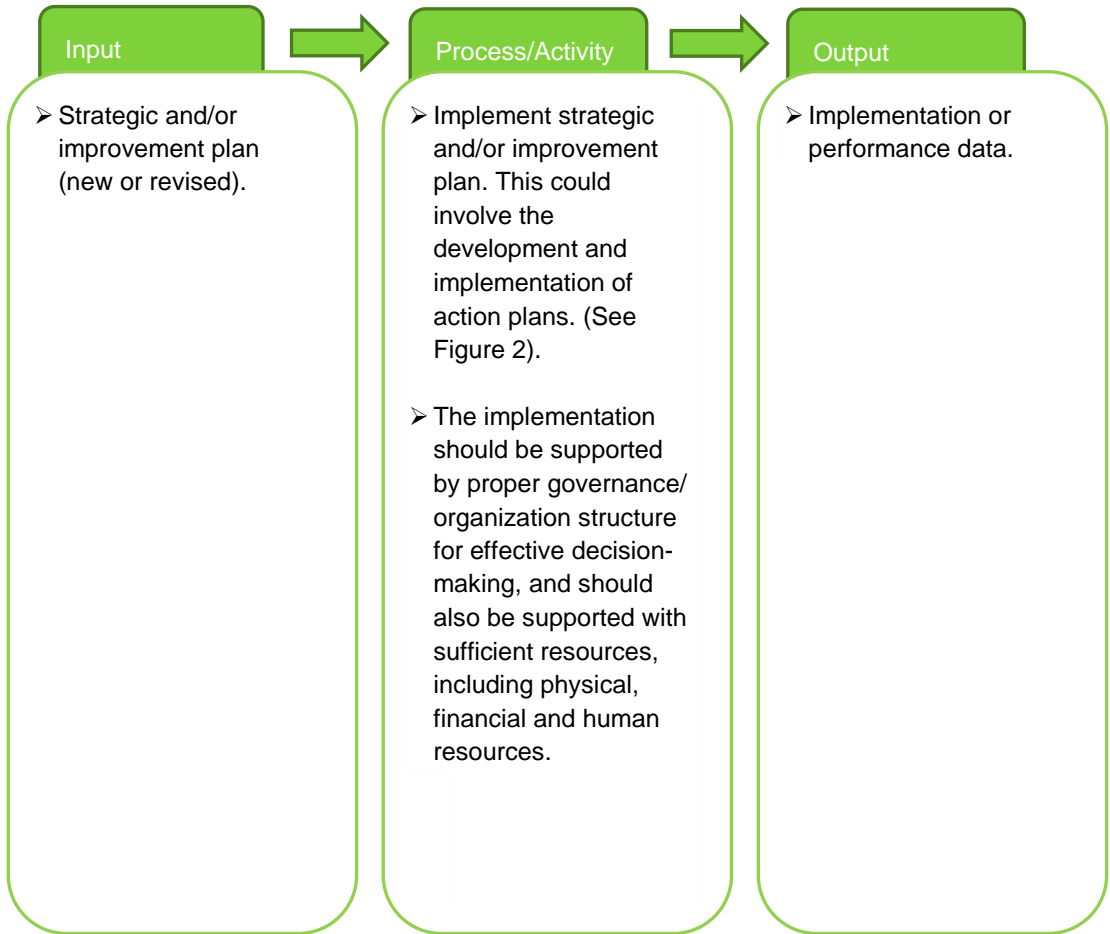 Input
Process/Activity
Output
➢ Strategic and/or
improvement plan
(new or revised).
➢ Implement strategic
and/or improvement
plan. This could
involve the
development and
implementation of
action plans. (See
Figure 2).
➢ The implementation
should be supported
by proper governance/
organization structure
for effective decision-
making, and should
also be supported with
sufficient resources,
including physical,
financial and human
resources.
➢ Implementation or
performance data.